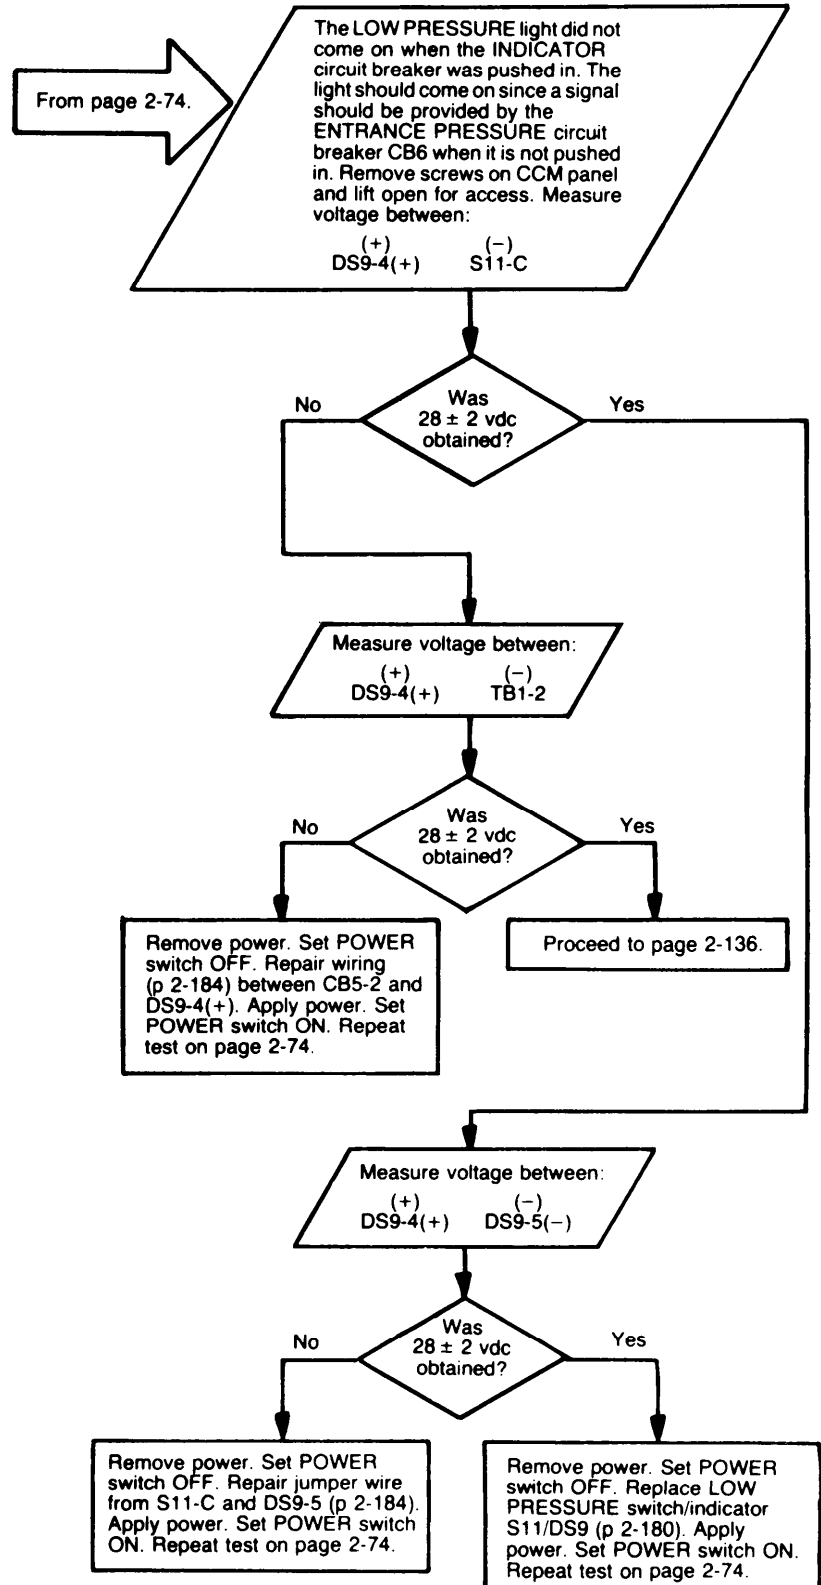 The LOW PRESSURE light did not
come on when the INDICATOR
circuit breaker was pushed in. The
light should come on since a signal
should be provided by the
ENTRANCE PRESSURE circuit
breaker CB6 when it is not pushed
in. Remove screws on CCM panel
and lift open for access. Measure
voltage between:
(+) (−)
DS9-4(+) S11-C
From page 2-74.
Was
28 ± 2 vdc
obtained?
No
Yes
Measure voltage between:
(+) (−)
DS9-4(+) TB1-2
Was
28 ± 2 vdc
obtained?
No
Yes
Remove power. Set POWER
switch OFF. Repair wiring
(p 2-184) between CB5-2 and
DS9-4(+). Apply power. Set
POWER switch ON. Repeat
test on page 2-74.
Proceed to page 2-136.
Measure voltage between:
(+) (−)
DS9-4(+) DS9-5(−)
Was
28 ± 2 vdc
obtained?
No
Yes
Remove power. Set POWER
switch OFF. Repair jumper wire
from S11-C and DS9-5 (p 2-184).
Apply power. Set POWER switch
ON. Repeat test on page 2-74.
Remove power. Set POWER
switch OFF. Replace LOW
PRESSURE switch/indicator
S11/DS9 (p 2-180). Apply
power. Set POWER switch ON.
Repeat test on page 2-74.